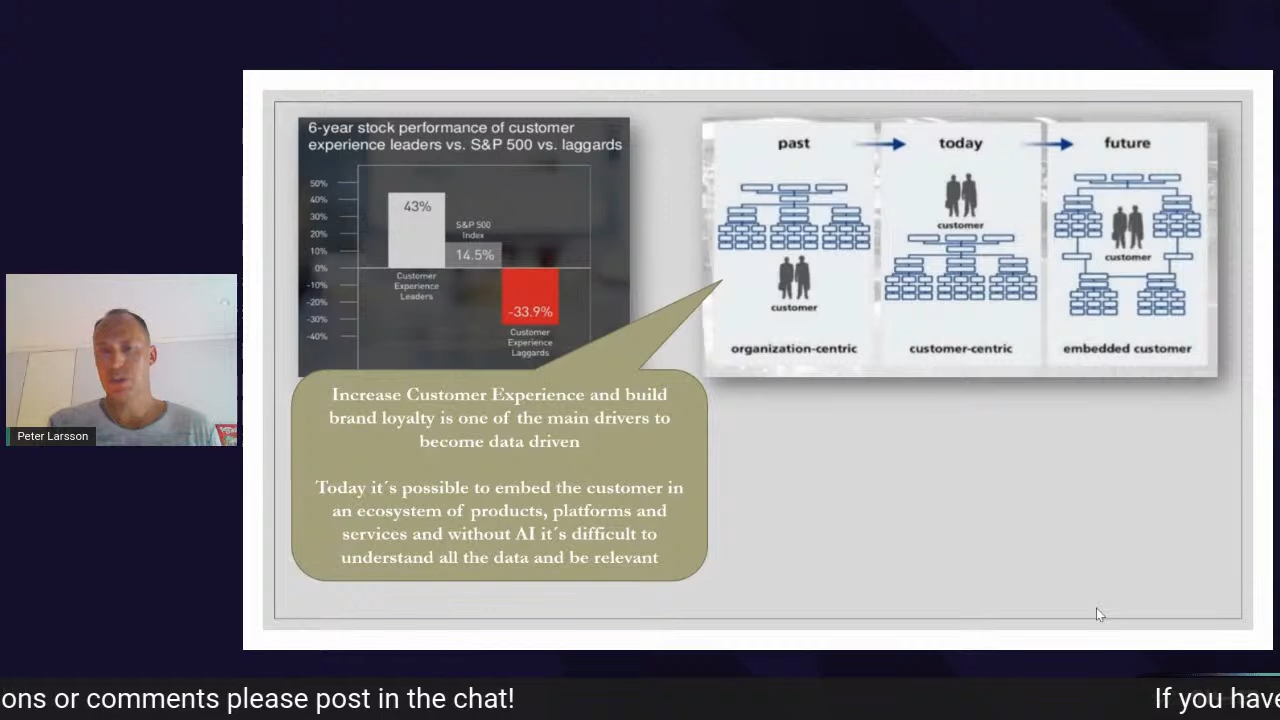 6-year stock performance of customer
experience leaders vs. S&P 500 vs. laggards
50%
40%
30%
20%
10%
0%
-10%
-20%
-30%
-40%
43%
S&P 500
Index
14.5%
-33.9%
Customer
Experience
Leaders
Customer
Experience
Laggards
past
today
future
customer
customer
customer
organization-centric
customer-centric
embedded customer
Increase Customer Experience and build
brand loyalty is one of the main drivers to
become data driven
Today it´s possible to embed the customer in
an ecosystem of products, platforms and
services and without AI it´s difficult to
understand all the data and be relevant
Peter Larsson
ons or comments please post in the chat!
If you have